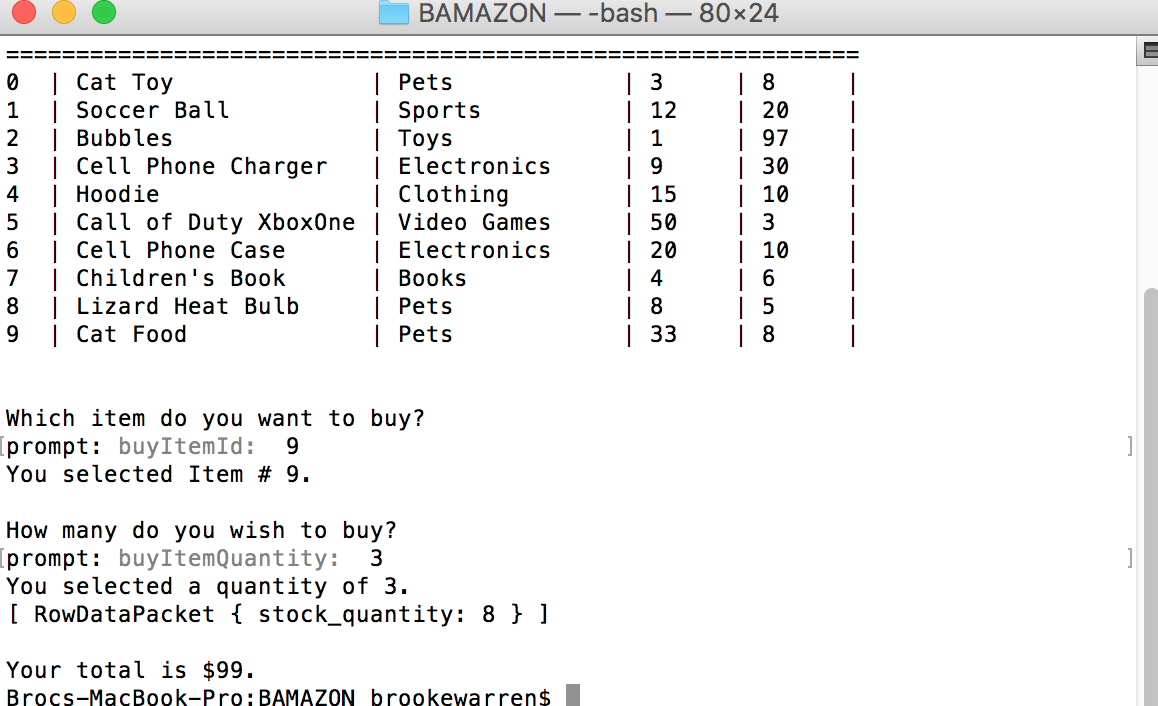 BAMAZON — -bash — 80×24
=============================================================
0  | Cat Toy              | Pets            | 3     | 8     |
1  | Soccer Ball          | Sports          | 12    | 20    |
2  | Bubbles              | Toys            | 1     | 97    |
3  | Cell Phone Charger   | Electronics     | 9     | 30    |
4  | Hoodie               | Clothing        | 15    | 10    |
5  | Call of Duty XboxOne | Video Games     | 50    | 3     |
6  | Cell Phone Case      | Electronics     | 20    | 10    |
7  | Children's Book      | Books           | 4     | 6     |
8  | Lizard Heat Bulb     | Pets            | 8     | 5     |
9  | Cat Food             | Pets            | 33    | 8     |
Which item do you want to buy?
[prompt: buyItemId:  9 ]
You selected Item # 9.
How many do you wish to buy?
[prompt: buyItemQuantity:  3 ]
You selected a quantity of 3.
[ RowDataPacket { stock_quantity: 8 } ]
Your total is $99.
Brocs-MacBook-Pro:BAMAZON brookewarren$